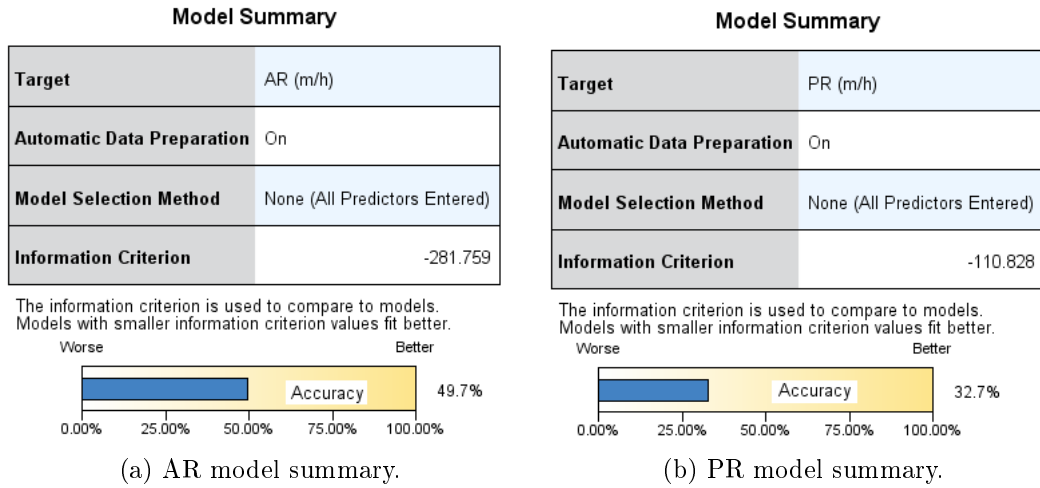 Model Summary
Target AR (m/h)
Automatic Data Preparation On
Model Selection Method None (All Predictors Entered)
Information Criterion -281.759
The information criterion is used to compare to models.
Models with smaller information criterion values fit better.
Worse Better
Accuracy 49.7%
0.00% 25.00% 50.00% 75.00% 100.00%
(a) AR model summary.
Model Summary
Target PR (m/h)
Automatic Data Preparation On
Model Selection Method None (All Predictors Entered)
Information Criterion -110.828
The information criterion is used to compare to models.
Models with smaller information criterion values fit better.
Worse Better
Accuracy 32.7%
0.00% 25.00% 50.00% 75.00% 100.00%
(b) PR model summary.